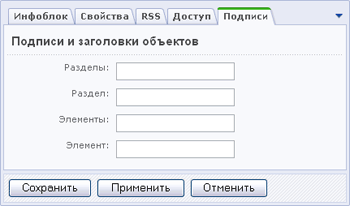 Инфоблок Свойства RSS Доступ Подписи
Подписи и заголовки объектов
Разделы:
Раздел:
Элементы:
Элемент:
Сохранить Применить Отменить